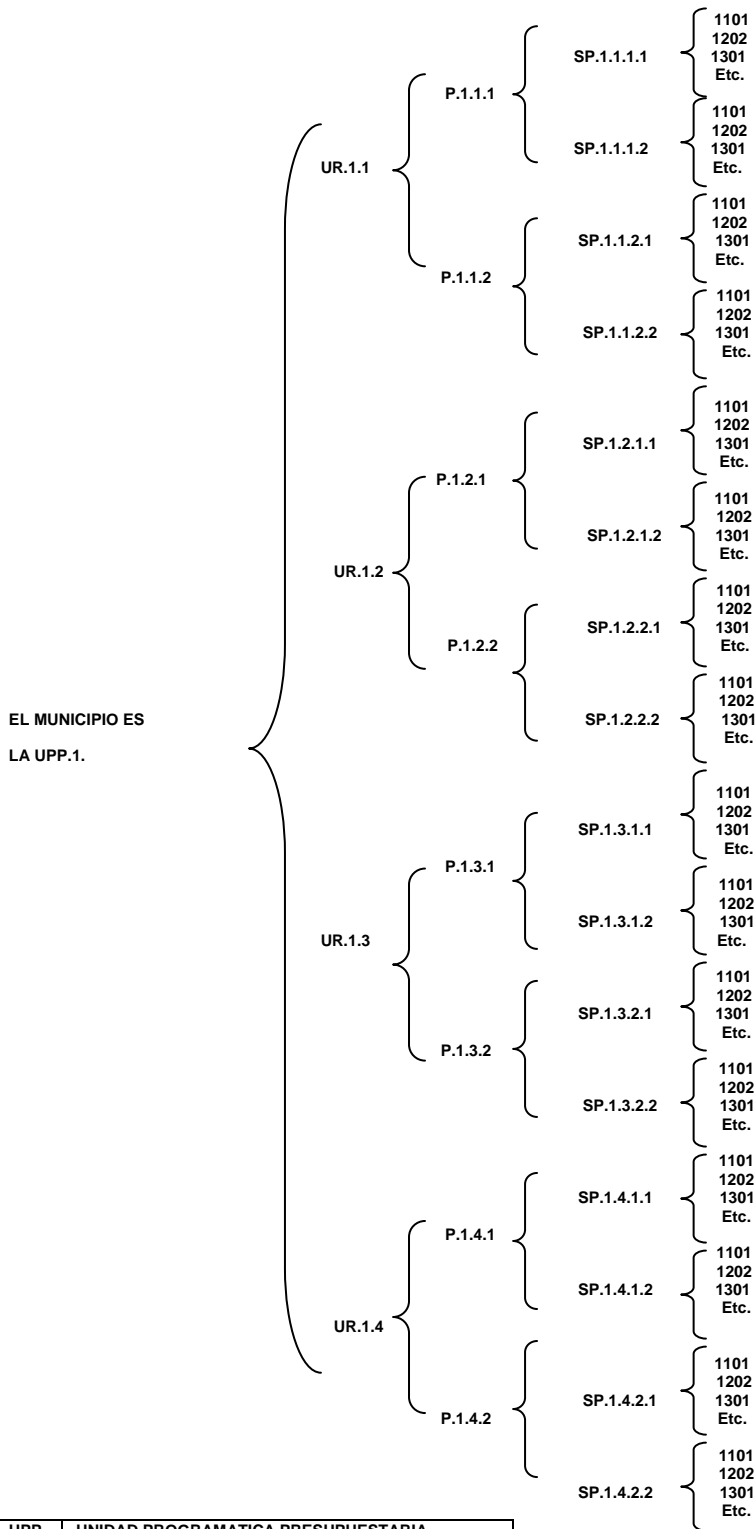 1101
1202
1301
Etc.
SP.1.1.1.1
P.1.1.1
1101
1202
1301
Etc.
SP.1.1.1.2
UR.1.1
1101
1202
1301
Etc.
SP.1.1.2.1
P.1.1.2
1101
1202
1301
Etc.
SP.1.1.2.2
1101
1202
1301
Etc.
SP.1.2.1.1
P.1.2.1
1101
1202
1301
Etc.
SP.1.2.1.2
UR.1.2
1101
1202
1301
Etc.
SP.1.2.2.1
P.1.2.2
1101
1202
1301
Etc.
SP.1.2.2.2
EL MUNICIPIO ES
LA UPP.1.
1101
1202
1301
Etc.
SP.1.3.1.1
P.1.3.1
1101
1202
1301
Etc.
SP.1.3.1.2
UR.1.3
1101
1202
1301
Etc.
SP.1.3.2.1
P.1.3.2
1101
1202
1301
Etc.
SP.1.3.2.2
1101
1202
1301
Etc.
SP.1.4.1.1
P.1.4.1
1101
1202
1301
Etc.
SP.1.4.1.2
UR.1.4
1101
1202
1301
Etc.
SP.1.4.2.1
P.1.4.2
1101
1202
1301
Etc.
SP.1.4.2.2
UPP UNIDAD PROGRAMATICA PRESUPUESTARIA